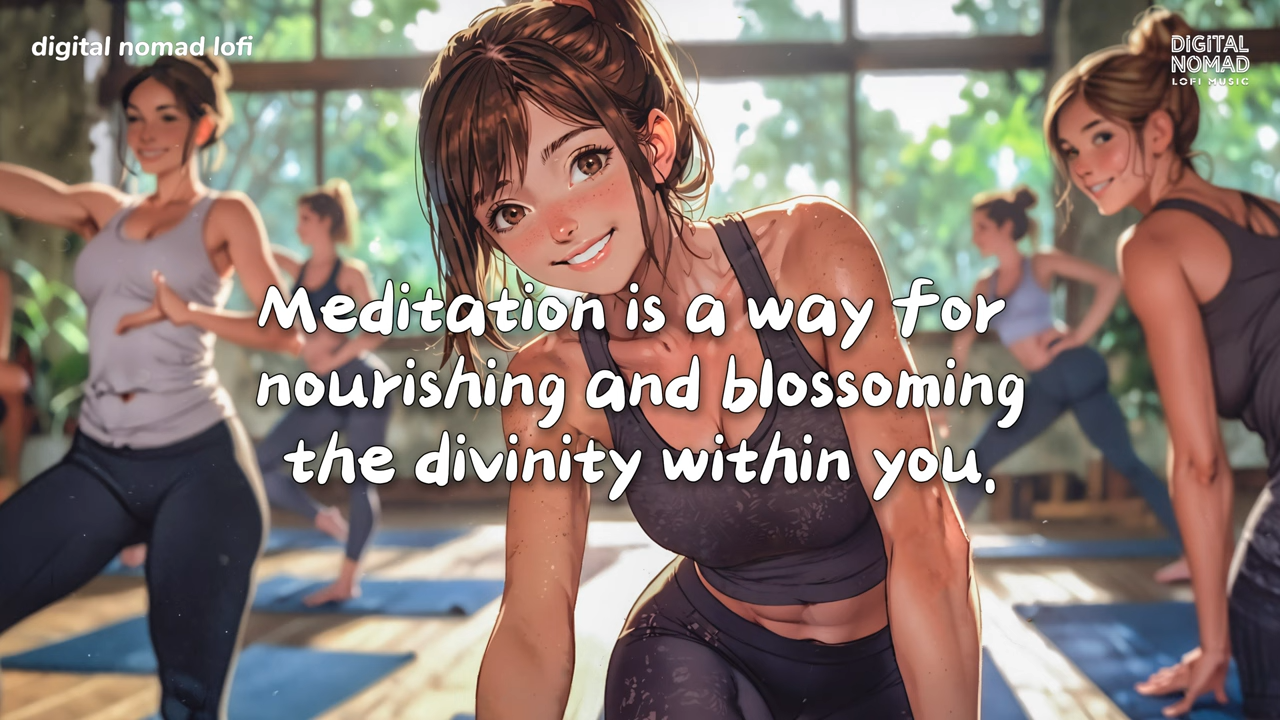 digital nomad lofi
DIGITAL
NOMAD
LOFI MUSIC
Meditation is a way for
nourishing and blossoming
the divinity within you.